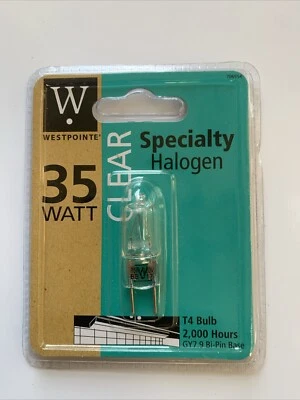 W
WESTPOINTE
35
WATT
CLEAR
Specialty
Halogen
T4 Bulb
2,000 Hours
GY7.9 Bi-Pin Base